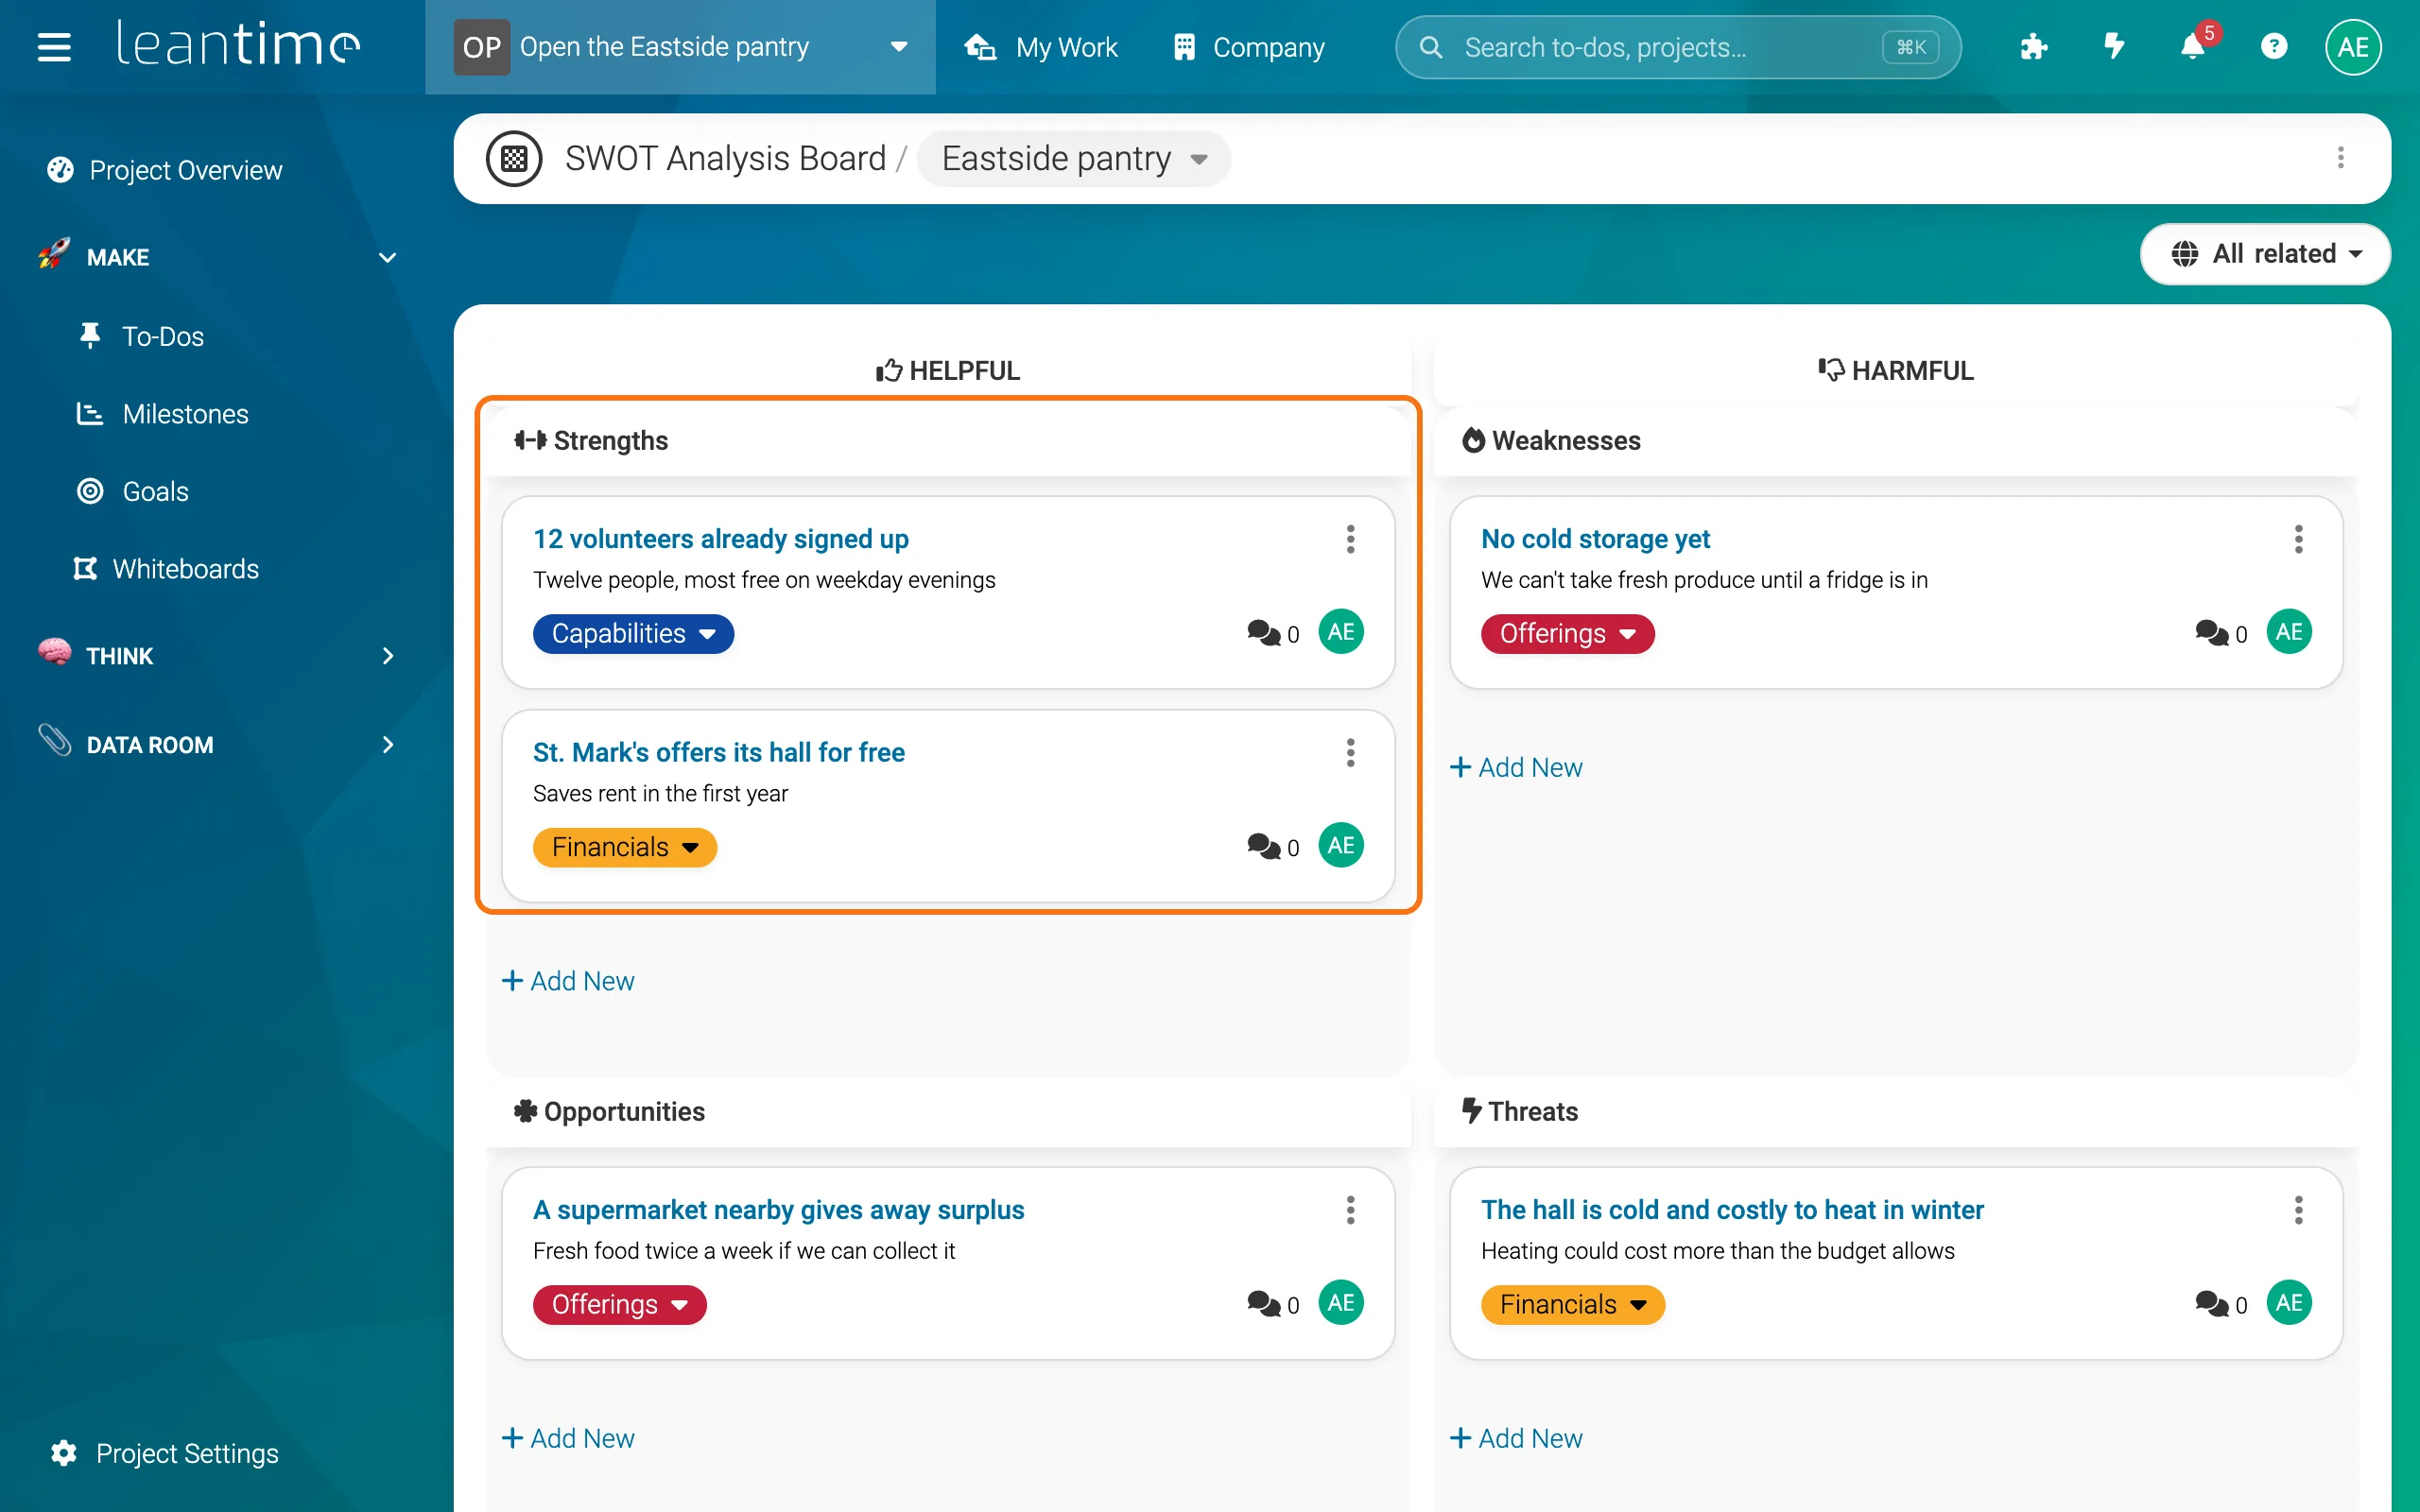 leantime
OP Open the Eastside pantry
My Work
Company
Search to-dos, projects...
⌘K
5
?
AE
Project Overview
MAKE
To-Dos
Milestones
Goals
Whiteboards
THINK
DATA ROOM
Project Settings
SWOT Analysis Board / Eastside pantry
All related
HELPFUL
Strengths
12 volunteers already signed up
Twelve people, most free on weekday evenings
Capabilities
0 AE
St. Mark's offers its hall for free
Saves rent in the first year
Financials
0 AE
+ Add New
HARMFUL
Weaknesses
No cold storage yet
We can't take fresh produce until a fridge is in
Offerings
0 AE
+ Add New
Opportunities
A supermarket nearby gives away surplus
Fresh food twice a week if we can collect it
Offerings
0 AE
+ Add New
Threats
The hall is cold and costly to heat in winter
Heating could cost more than the budget allows
Financials
0 AE
+ Add New